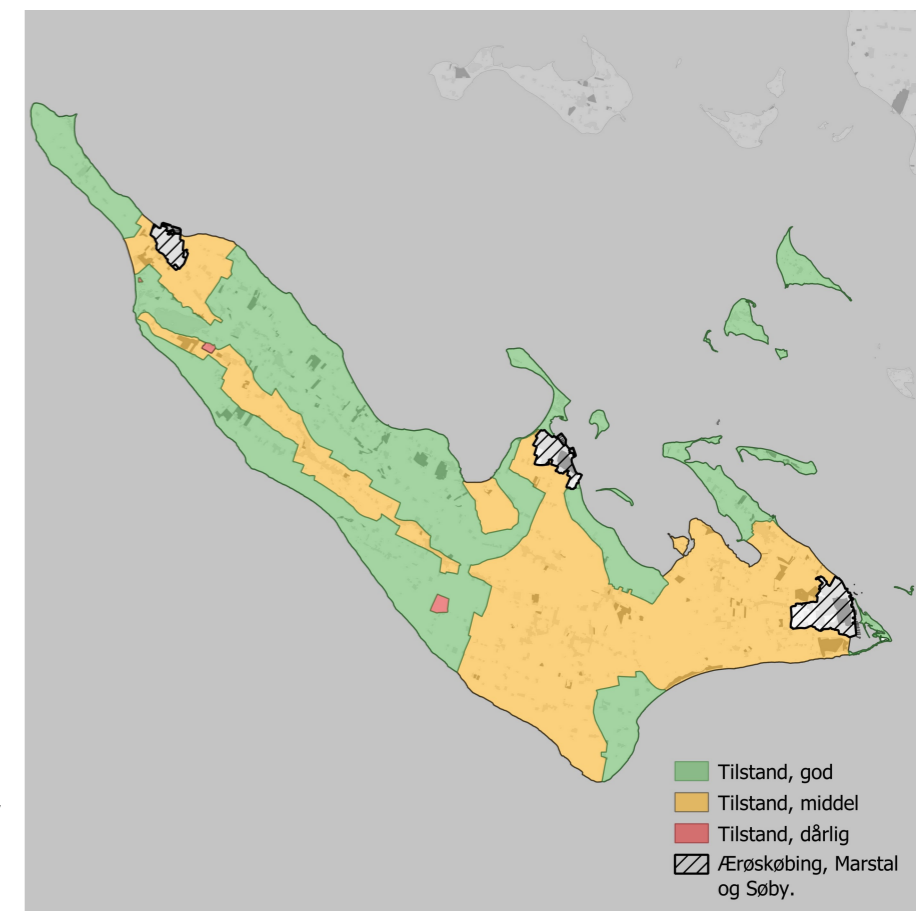 Tilstand, god
Tilstand, middel
Tilstand, dårlig
Ærøskøbing, Marstal
og Søby.